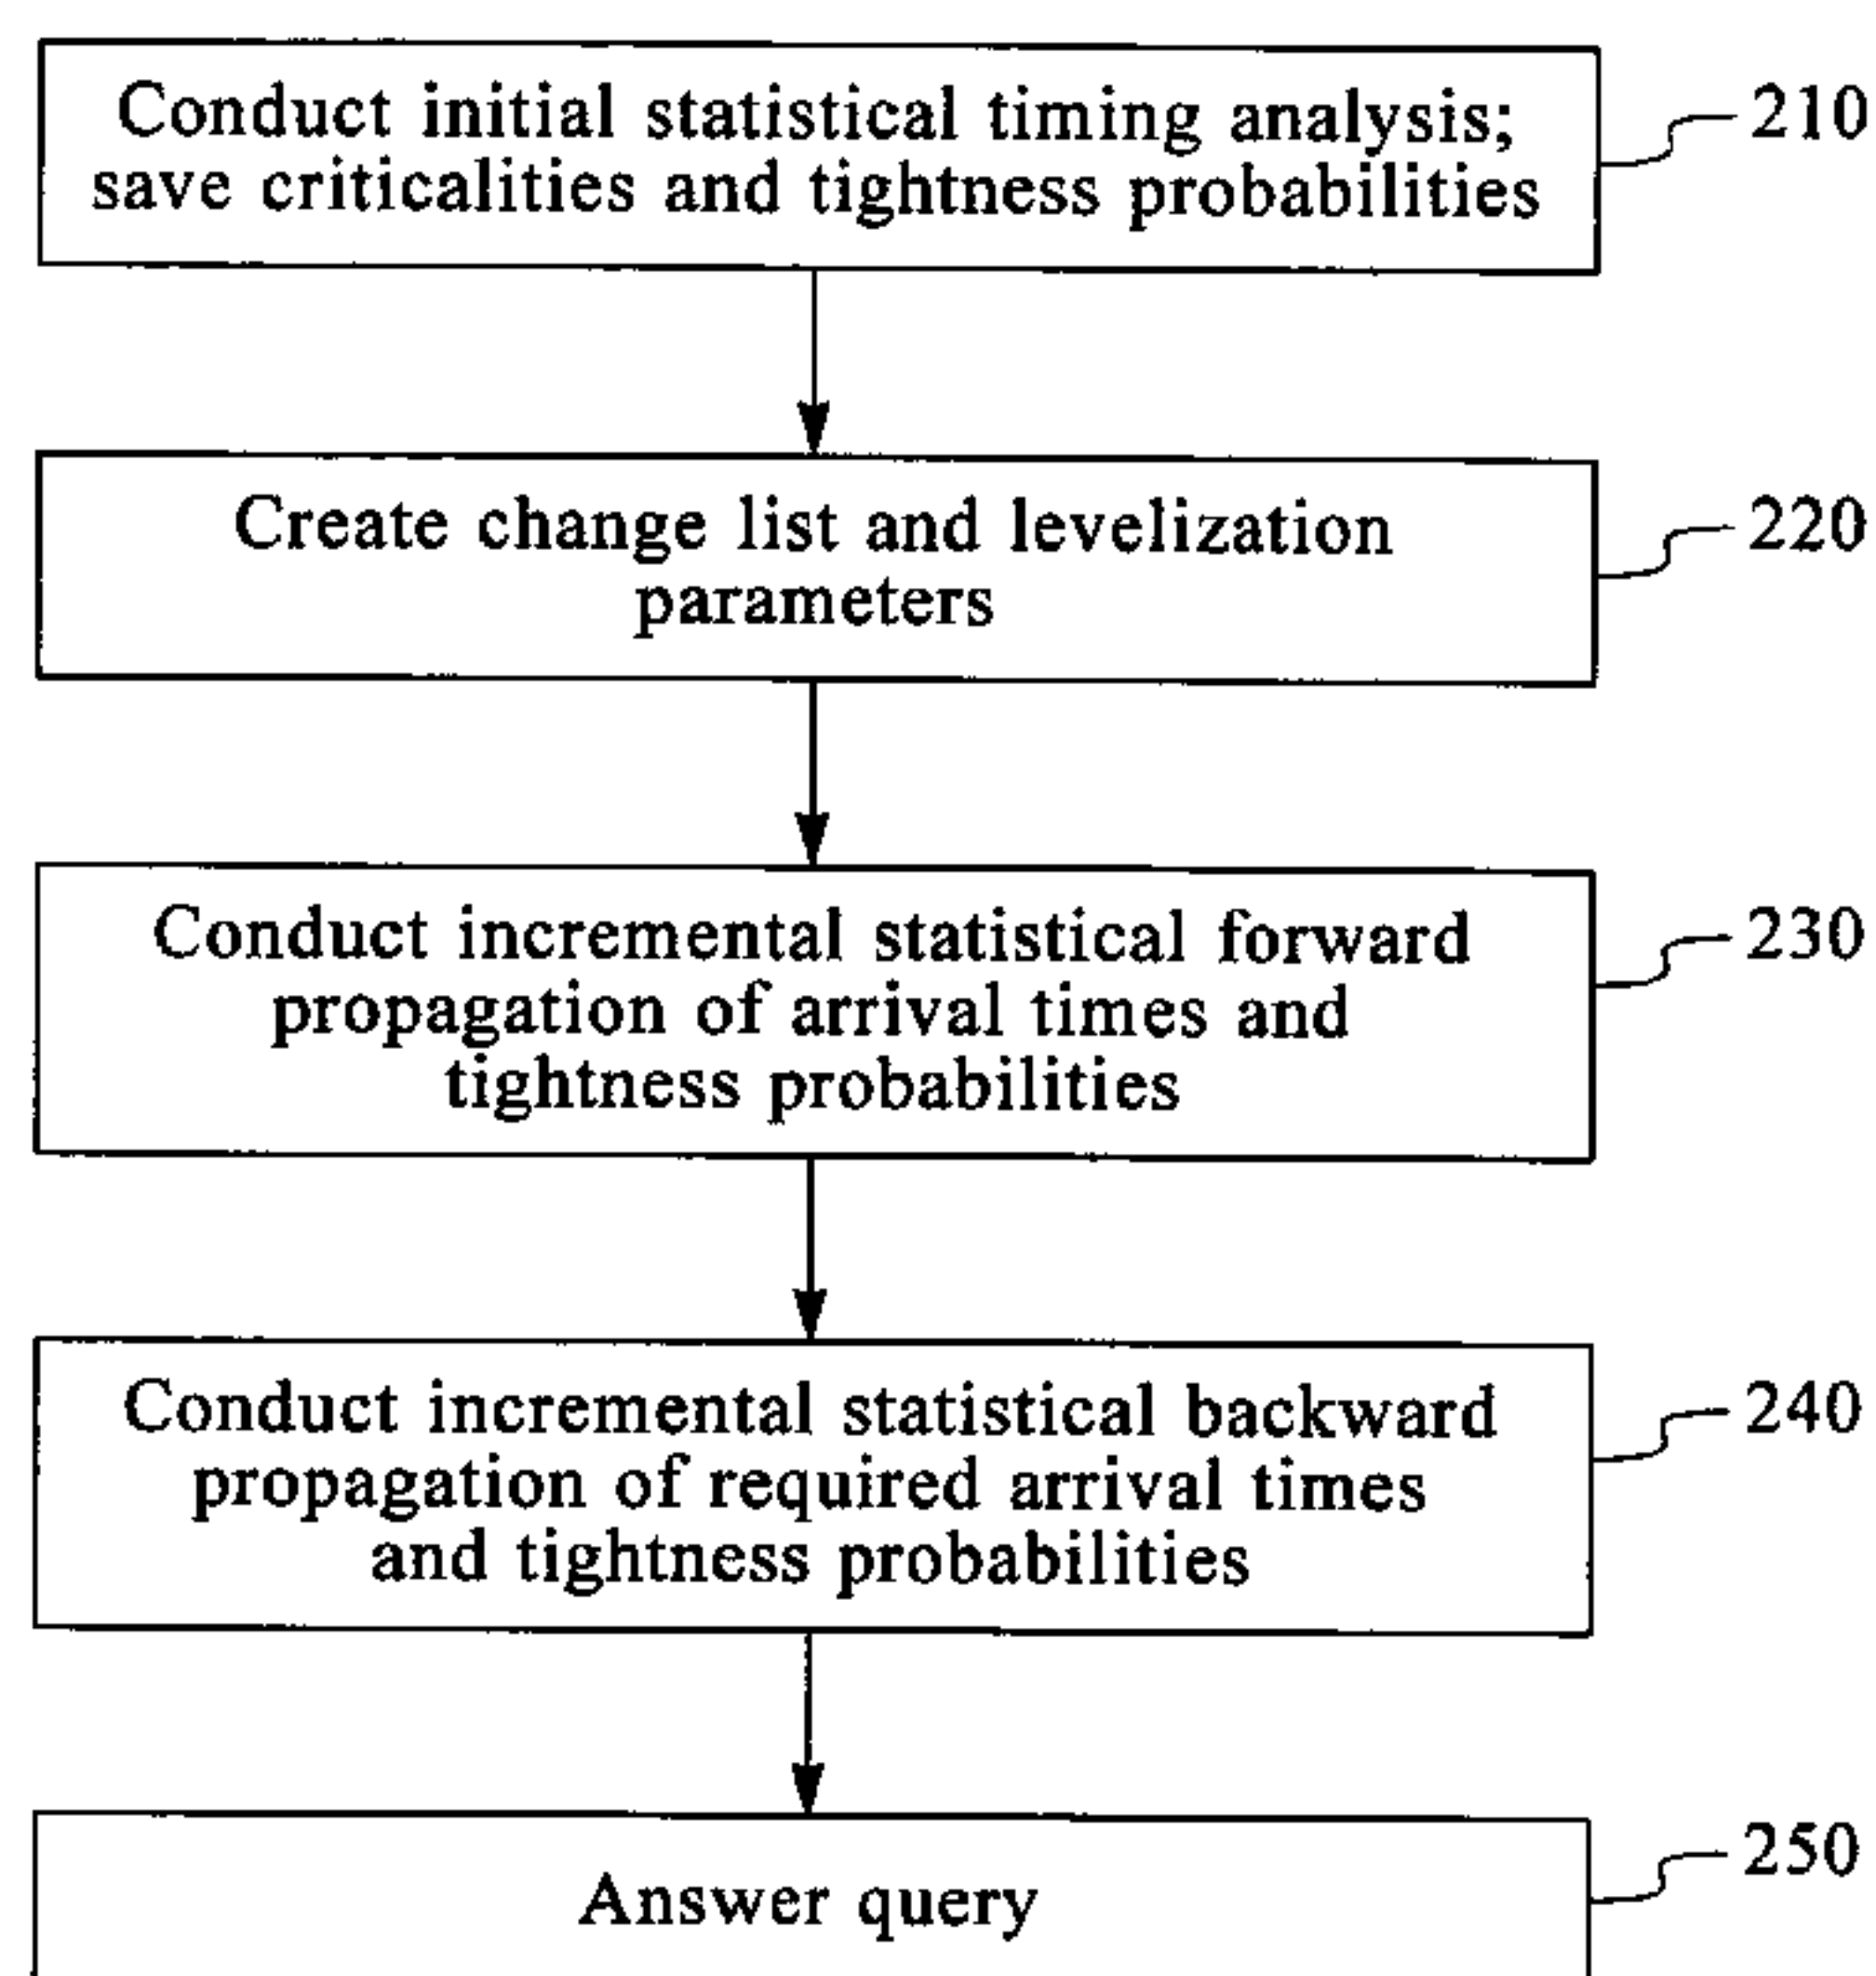 Conduct initial statistical timing analysis;
save criticalities and tightness probabilities
210
Create change list and levelization
parameters
220
Conduct incremental statistical forward
propagation of arrival times and
tightness probabilities
230
Conduct incremental statistical backward
propagation of required arrival times
and tightness probabilities
240
Answer query
250